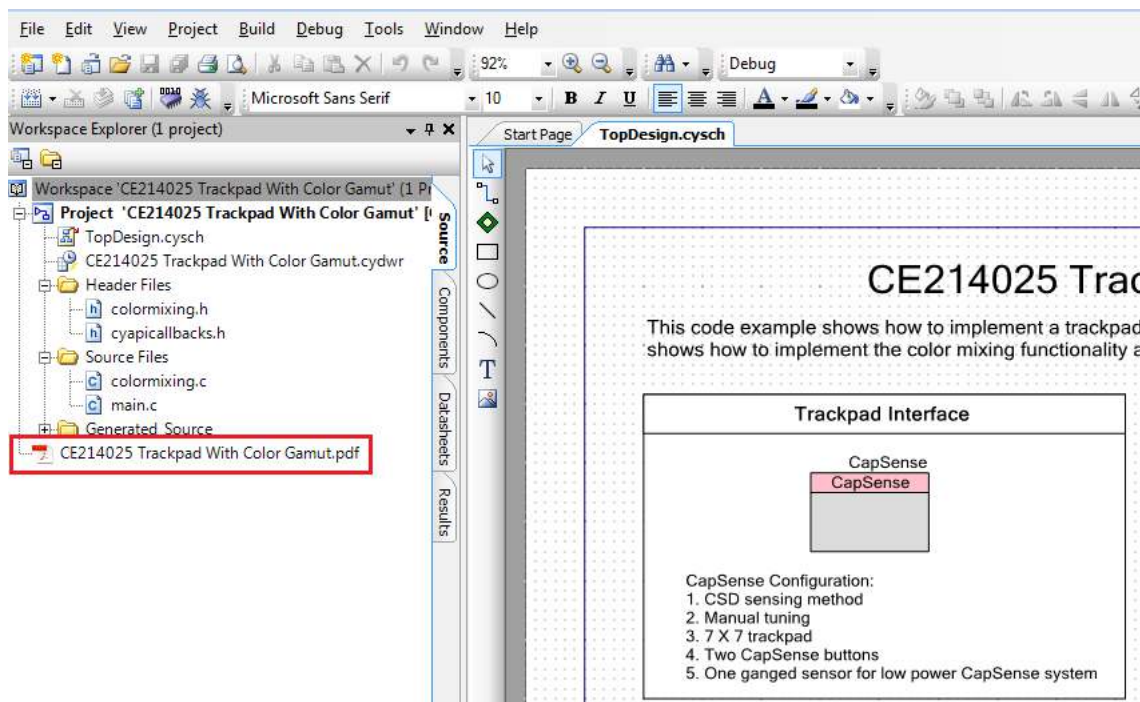 File Edit View Project Build Debug Tools Window Help
92% Debug
Microsoft Sans Serif 10 B I U A
Workspace Explorer (1 project)
Start Page TopDesign.cysch
Workspace 'CE214025 Trackpad With Color Gamut' (1 Pr
Project 'CE214025 Trackpad With Color Gamut' [
TopDesign.cysch
CE214025 Trackpad With Color Gamut.cydwr
Header Files
h colormixing.h
h cyapicallbacks.h
Source Files
c colormixing.c
c main.c
Generated_Source
CE214025 Trackpad With Color Gamut.pdf
Source
Components
Datasheets
Results
T
CE214025 Trac
This code example shows how to implement a trackpad
shows how to implement the color mixing functionality a
Trackpad Interface
CapSense
CapSense
CapSense Configuration:
1. CSD sensing method
2. Manual tuning
3. 7 X 7 trackpad
4. Two CapSense buttons
5. One ganged sensor for low power CapSense system